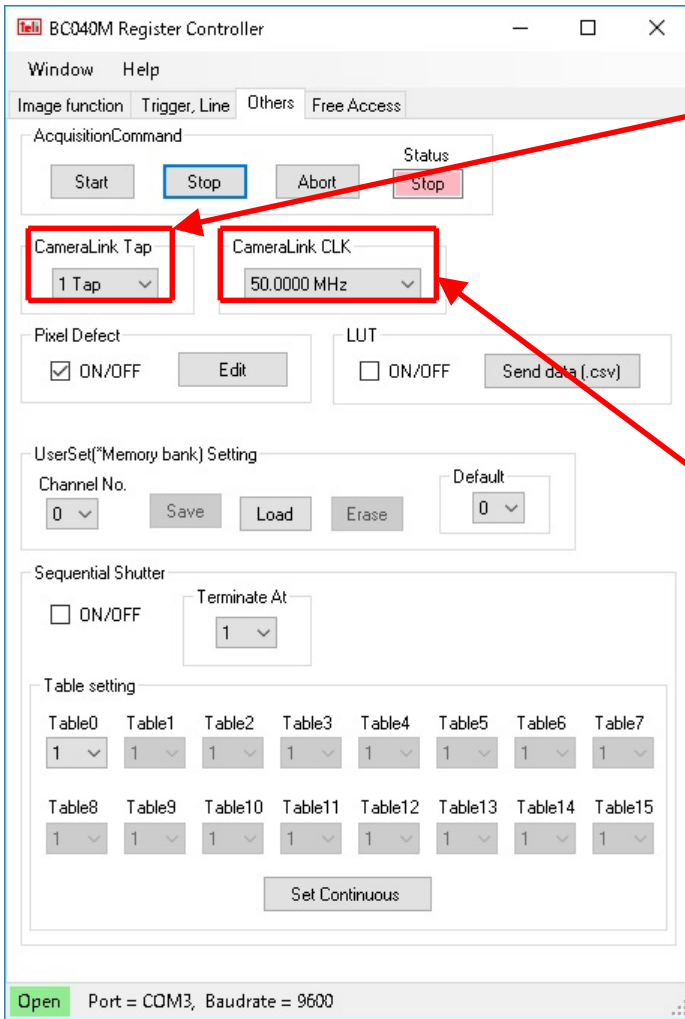 teli BC040M Register Controller
Window Help
Image function Trigger, Line Others Free Access
AcquisitionCommand
Status
Start Stop Abort Stop
CameraLink Tap CameraLink CLK
1 Tap 50.0000 MHz
Pixel Defect LUT
ON/OFF Edit ON/OFF Send data (.csv)
UserSet(*Memory bank) Setting
Channel No. Default
0 Save Load Erase 0
Sequential Shutter
ON/OFF Terminate At
1
Table setting
Table0 Table1 Table2 Table3 Table4 Table5 Table6 Table7
1 1 1 1 1 1 1 1
Table8 Table9 Table10 Table11 Table12 Table13 Table14 Table15
1 1 1 1 1 1 1 1
Set Continuous
Open Port = COM3, Baudrate = 9600